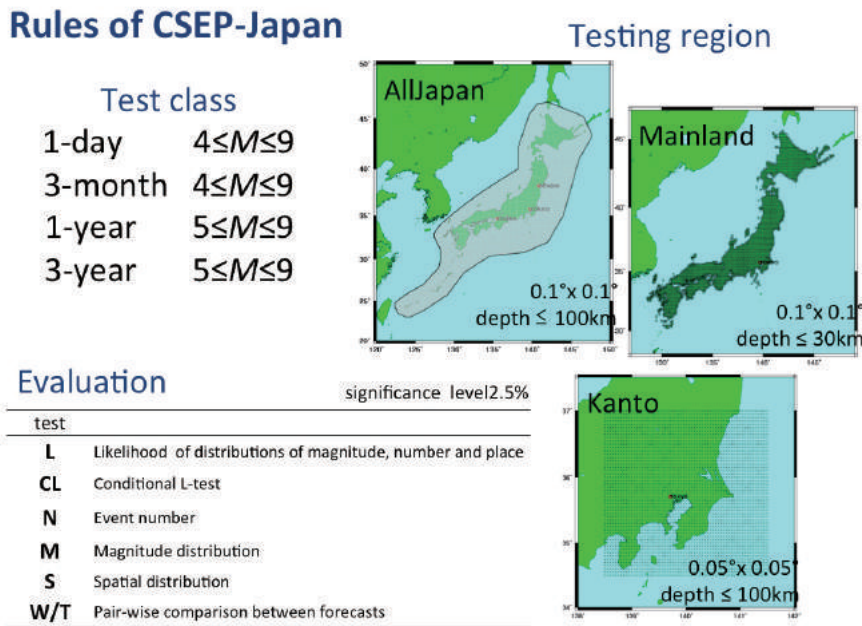 Rules of CSEP-Japan
Test class
1-day 4≤M≤9
3-month 4≤M≤9
1-year 5≤M≤9
3-year 5≤M≤9
Testing region
AllJapan
0.1°x 0.1°
depth ≤ 100km
Mainland
0.1°x 0.1°
depth ≤ 30km
Kanto
0.05°x 0.05°
depth ≤ 100km
Evaluation
significance level2.5%
test
L Likelihood of distributions of magnitude, number and place
CL Conditional L-test
N Event number
M Magnitude distribution
S Spatial distribution
W/T Pair-wise comparison between forecasts